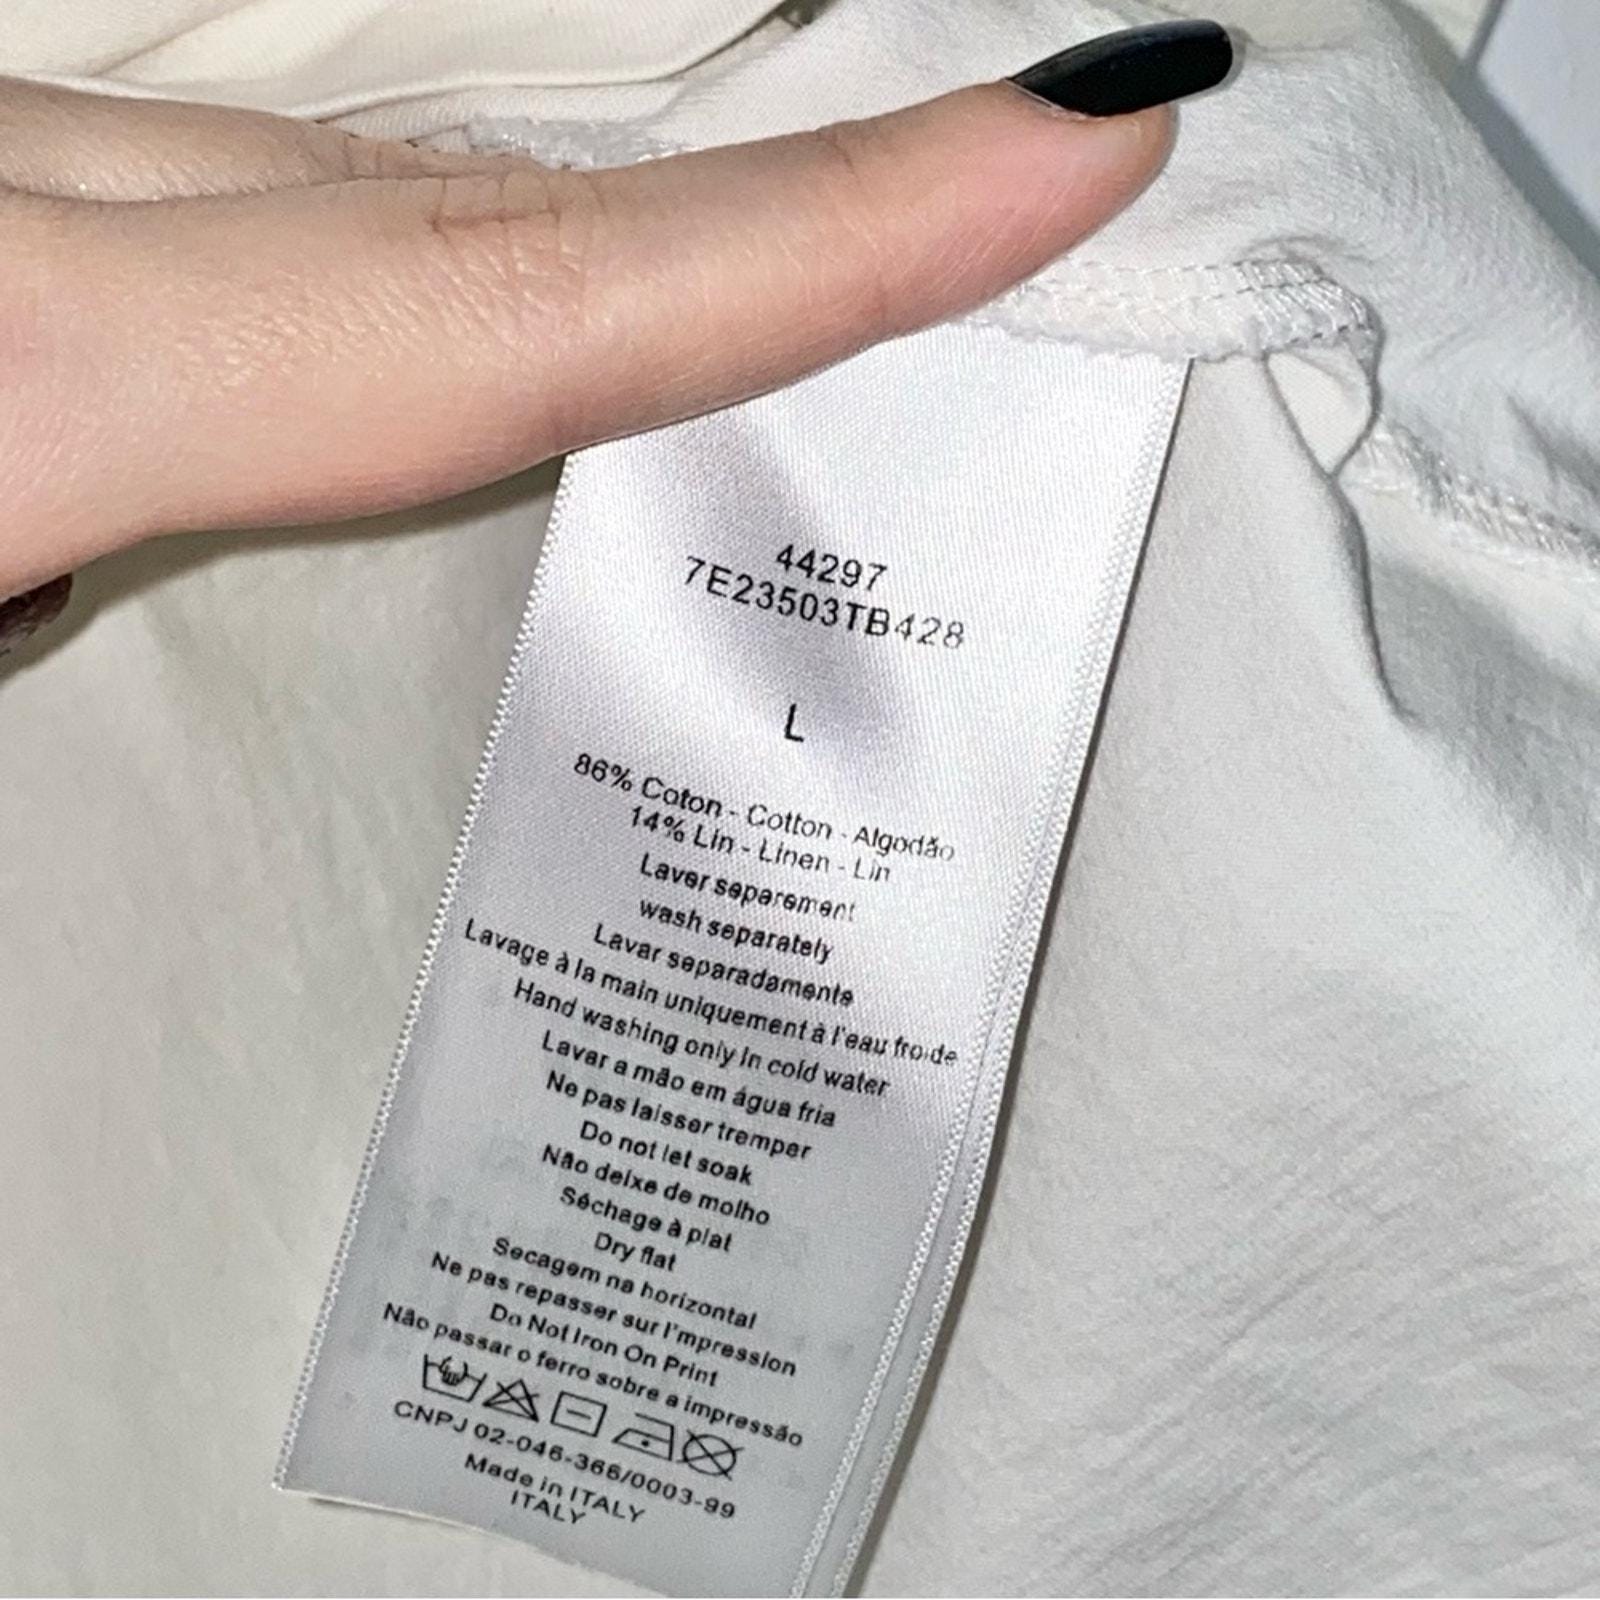 44297
7E23503TB428
L
86% Coton - Cotton - Algodão
14% Lin - Linen - Lin
Laver separement
wash separately
Lavar separadamente
Lavage à la main uniquement à l'eau froide
Hand washing only in cold water
Lavar a mão em água fria
Ne pas laisser tremper
Do not let soak
Não deixe de molho
Séchage à plat
Dry flat
Secagem na horizontal
Ne pas repasser sur l'mpression
Do Not Iron On Print
Não passar o ferro sobre a impressão
CNPJ 02-046-366/0003-99
Made in ITALY
ITALY